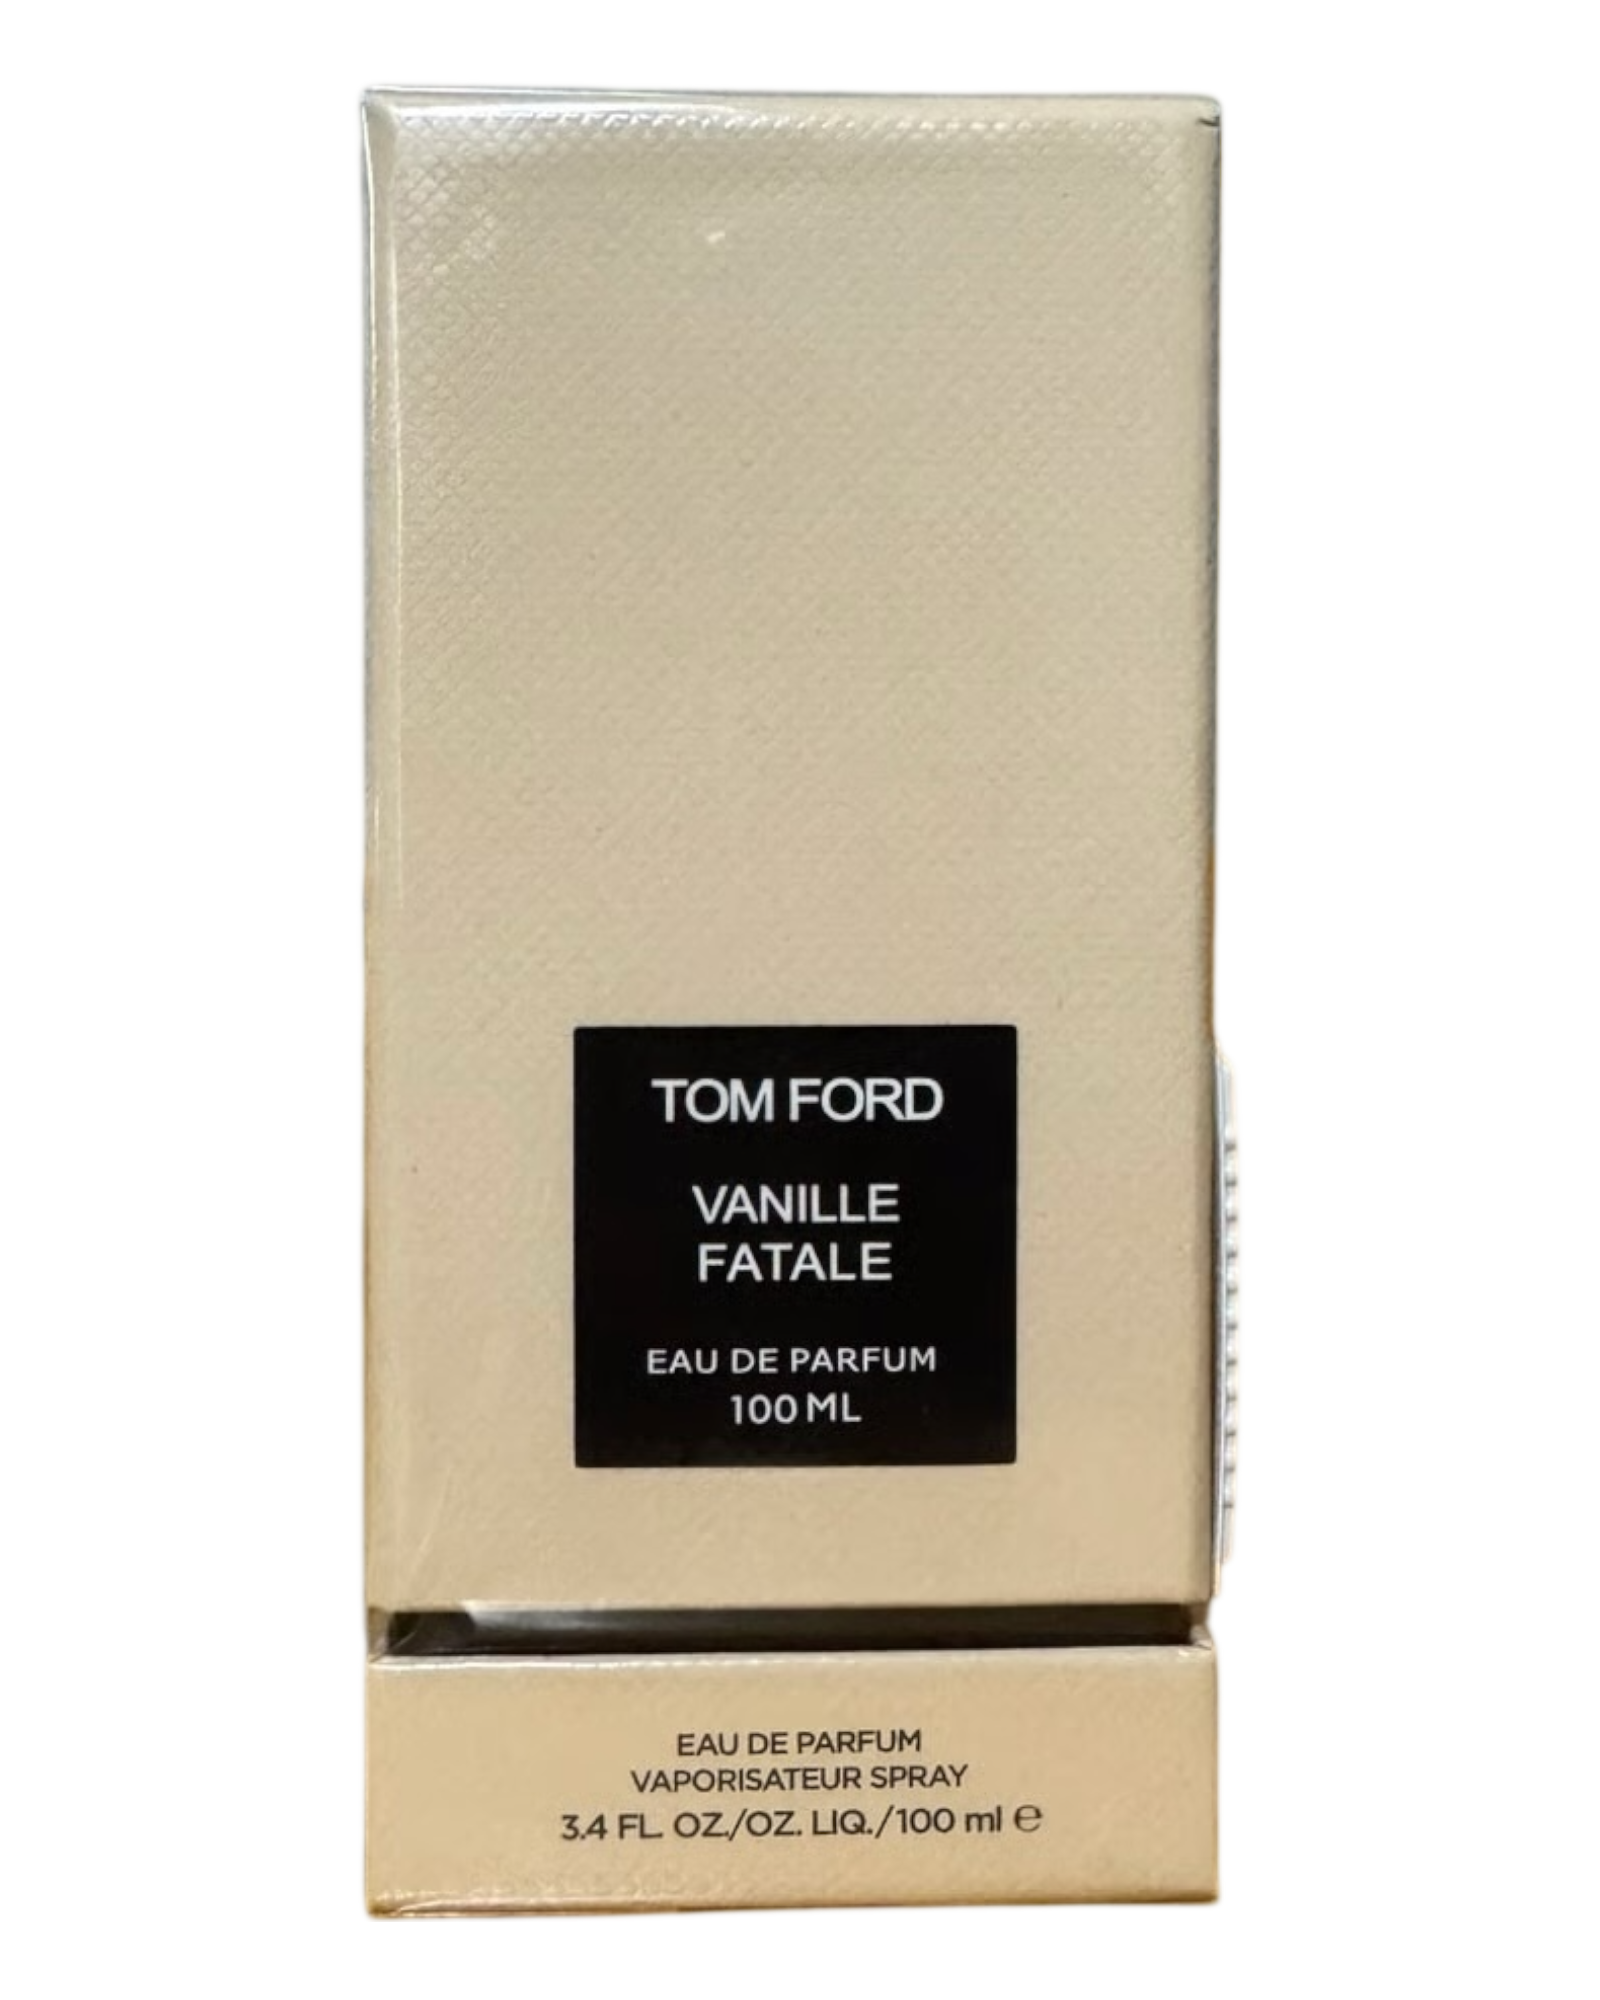 TOM FORD
VANILLE
FATALE
EAU DE PARFUM
100 ML
EAU DE PARFUM
VAPORISATEUR SPRAY
3.4 FL. OZ./OZ. LIQ./100 ml ℮